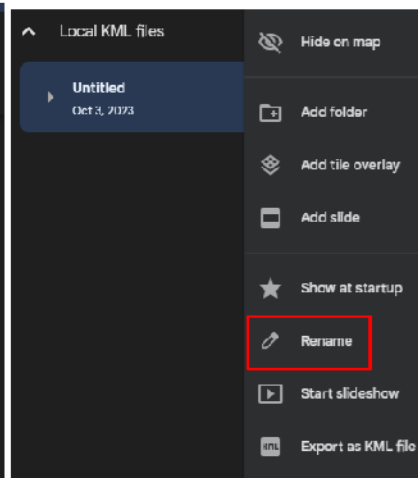 Local KML files
Untitled
Oct 3, 2023
Hide on map
Add folder
Add tile overlay
Add slide
Show at startup
Rename
Start slideshow
KML
Export as KML file